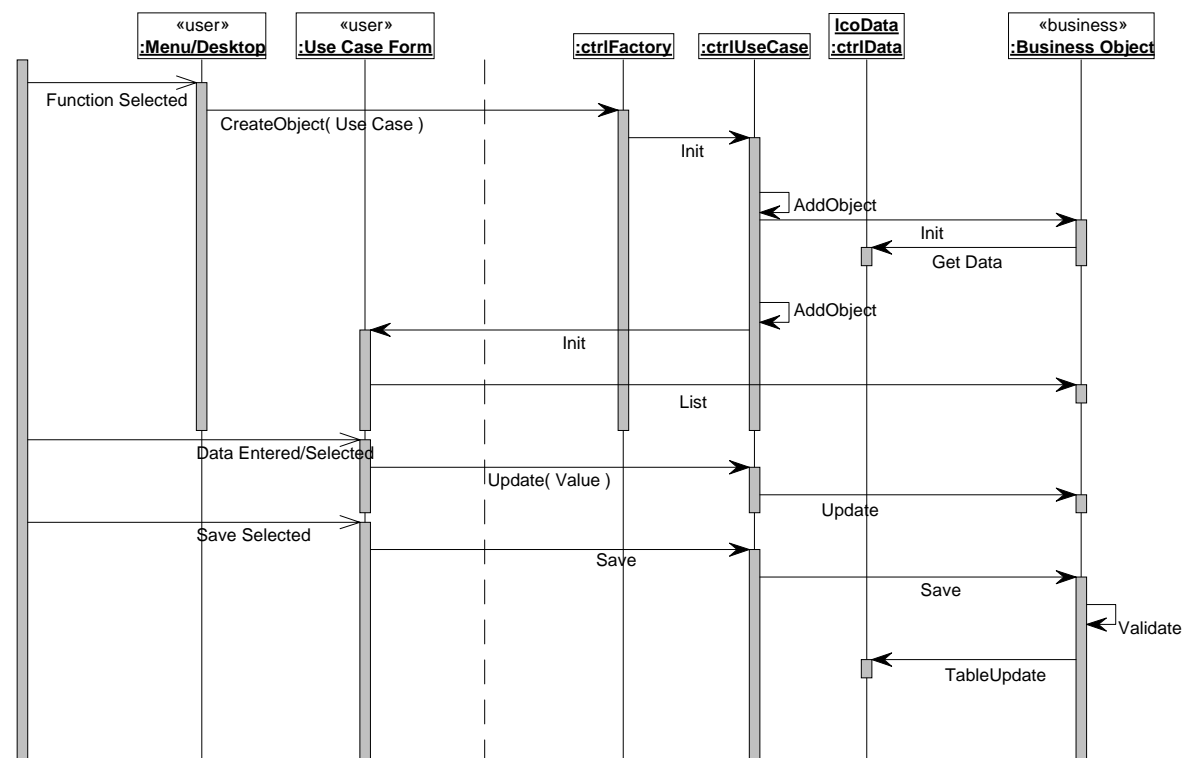 «user»
:Menu/Desktop
«user»
:Use Case Form
:ctrlFactory
:ctrlUseCase
lcoData
:ctrlData
«business»
:Business Object
Function Selected
CreateObject( Use Case )
Init
AddObject
Init
Get Data
AddObject
Init
List
Data Entered/Selected
Update( Value )
Update
Save Selected
Save
Save
Validate
TableUpdate